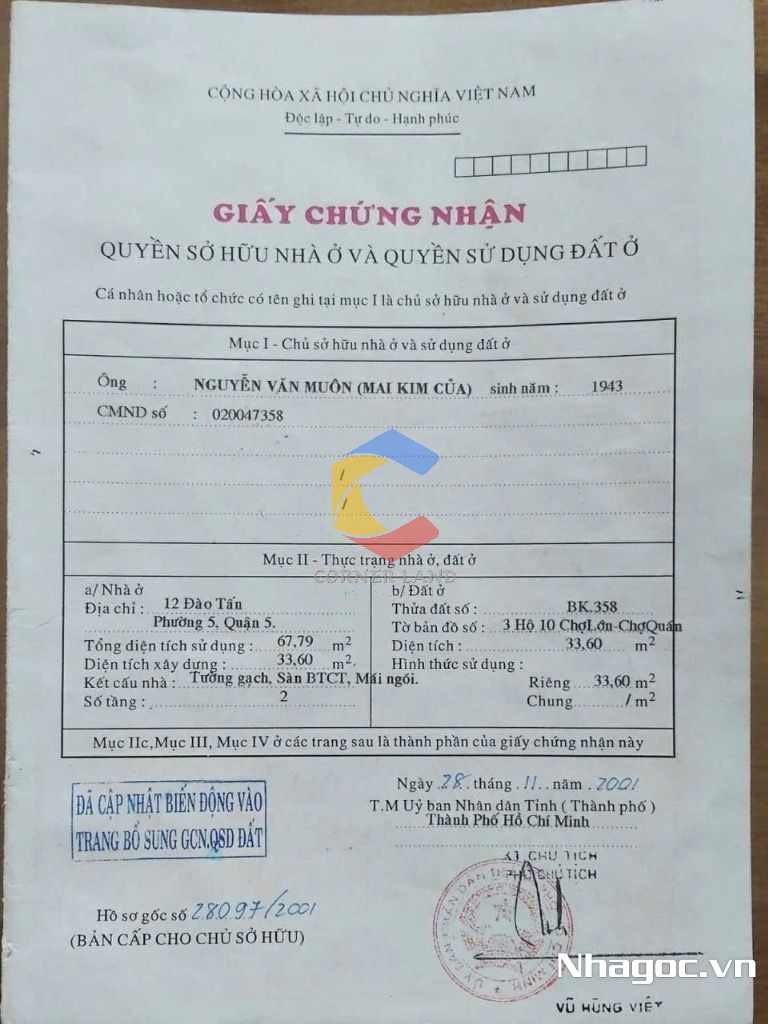 CỘNG HÒA XÃ HỘI CHỦ NGHĨA VIỆT NAM
Độc lập - Tự do - Hạnh phúc
GIẤY CHỨNG NHẬN
QUYỀN SỞ HỮU NHÀ Ở VÀ QUYỀN SỬ DỤNG ĐẤT Ở
Cá nhân hoặc tổ chức có tên ghi tại mục I là chủ sở hữu nhà ở và sử dụng đất ở
Mục I - Chủ sở hữu nhà ở và sử dụng đất ở
Ông : NGUYỄN VĂN MUÔN (MAI KIM CỦA) sinh năm : 1943
CMND số : 020047358
/
/
CORNER LAND
Mục II - Thực trạng nhà ở, đất ở
a/ Nhà ở
Địa chỉ : 12 Đào Tấn
Phường 5, Quận 5.
Tổng diện tích sử dụng : 67,79 m2
Diện tích xây dựng : 33,60 m2
Kết cấu nhà : Tường gạch, Sàn BTCT, Mái ngói.
Số tầng : 2
b/ Đất ở
Thửa đất số : BK.358
Tờ bản đồ số : 3 Hộ 10 ChợLớn-ChợQuán
Diện tích : 33,60 m2
Hình thức sử dụng :
Riêng 33,60 m2
Chung / m2
Mục IIc,Mục III, Mục IV ở các trang sau là thành phần của giấy chứng nhận này
ĐÃ CẬP NHẬT BIẾN ĐỘNG VÀO
TRANG BỔ SUNG GCN.QSD ĐẤT
Hồ sơ gốc số 28097/2001
(BẢN CẤP CHO CHỦ SỞ HỮU)
Ngày 28 tháng 11 năm 2001
T.M Uỷ ban Nhân dân Tỉnh ( Thành phố )
Thành Phố Hồ Chí Minh
KT CHỦ TỊCH
PHÓ CHỦ TỊCH
Nhagoc.vn
VŨ HÙNG VIỆT